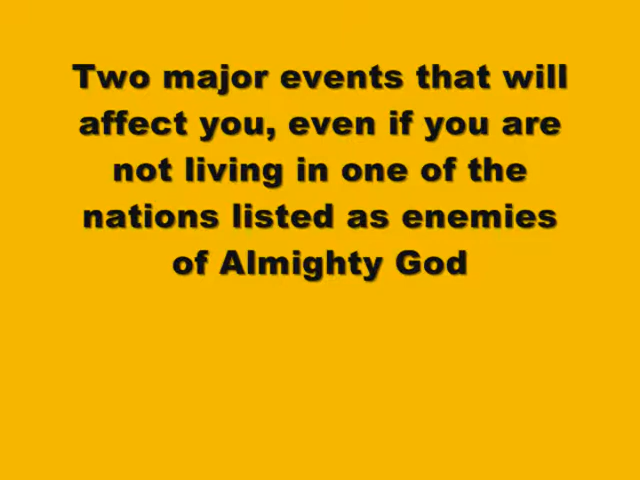 Two major events that will
affect you, even if you are
not living in one of the
nations listed as enemies
of Almighty God